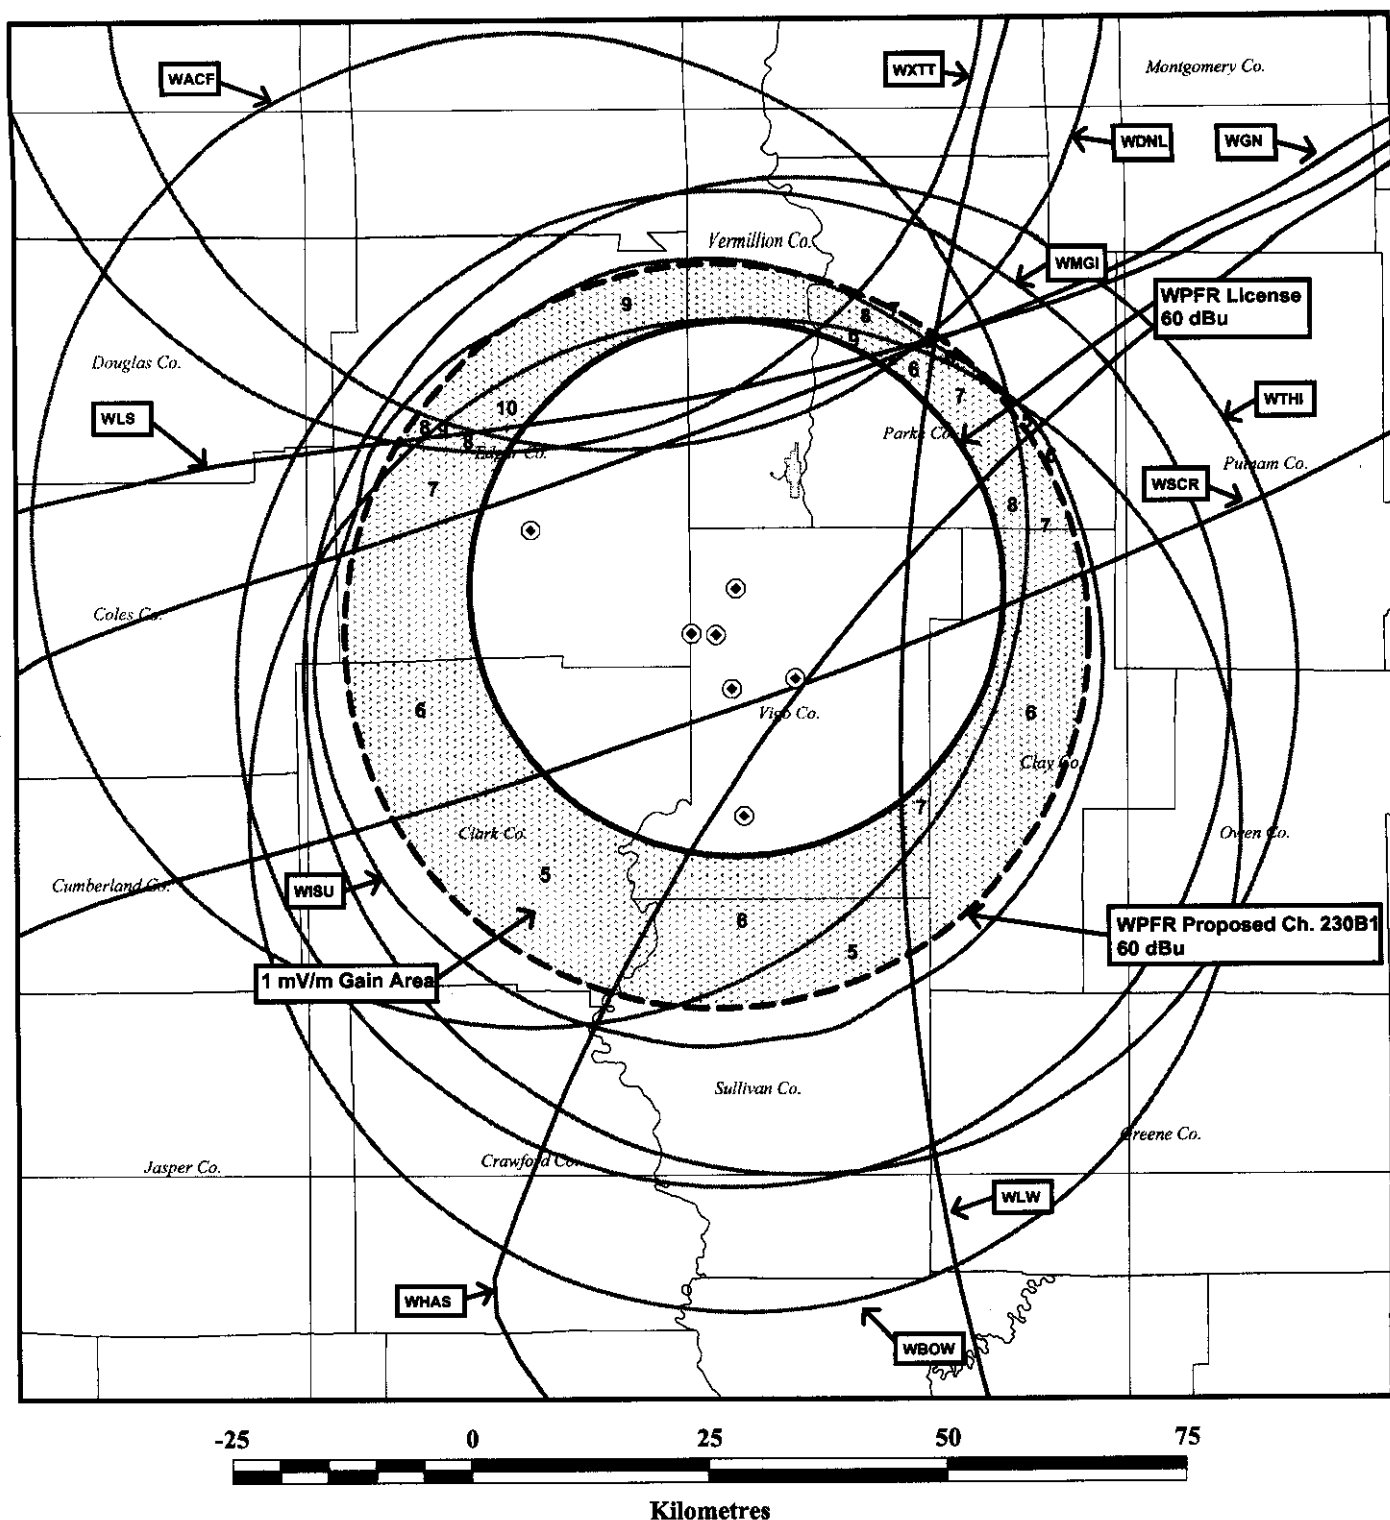 Montgomery Co.
WXTT
WACF
WDNL
WGN
Vermillion Co.
WMGI
WPFR License
60 dBu
9
8
9
Douglas Co.
6
7
WTHI
10
WLS
8
9
8
Parke Co.
Edgar Co.
Putnam Co.
7
WSCR
8
7
Coles Co.
6
Vigo Co.
6
Clay Co.
7
Clark Co.
Owen Co.
5
Cumberland Co.
WISU
6
WPFR Proposed Ch. 230B1
60 dBu
5
1 mV/m Gain Area
Sullivan Co.
Greene Co.
Crawford Co.
Jasper Co.
WLW
WHAS
WBOW
-25 0 25 50 75
Kilometres